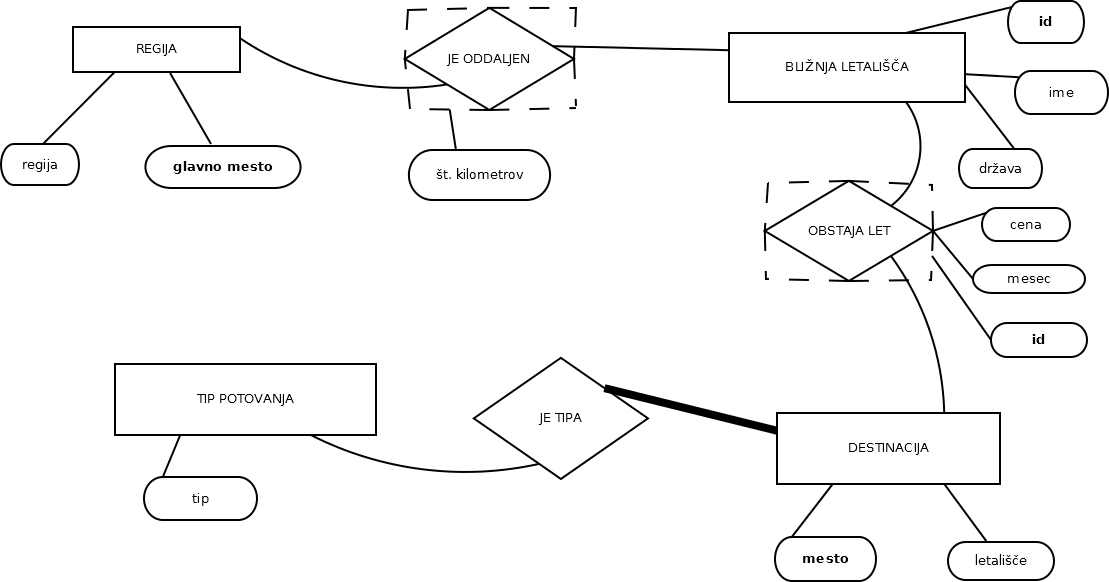 REGIJA
JE ODDALJEN
BLIŽNJA LETALIŠČA
id
ime
država
regija
glavno mesto
št. kilometrov
OBSTAJA LET
cena
mesec
id
TIP POTOVANJA
JE TIPA
DESTINACIJA
tip
mesto
letališče